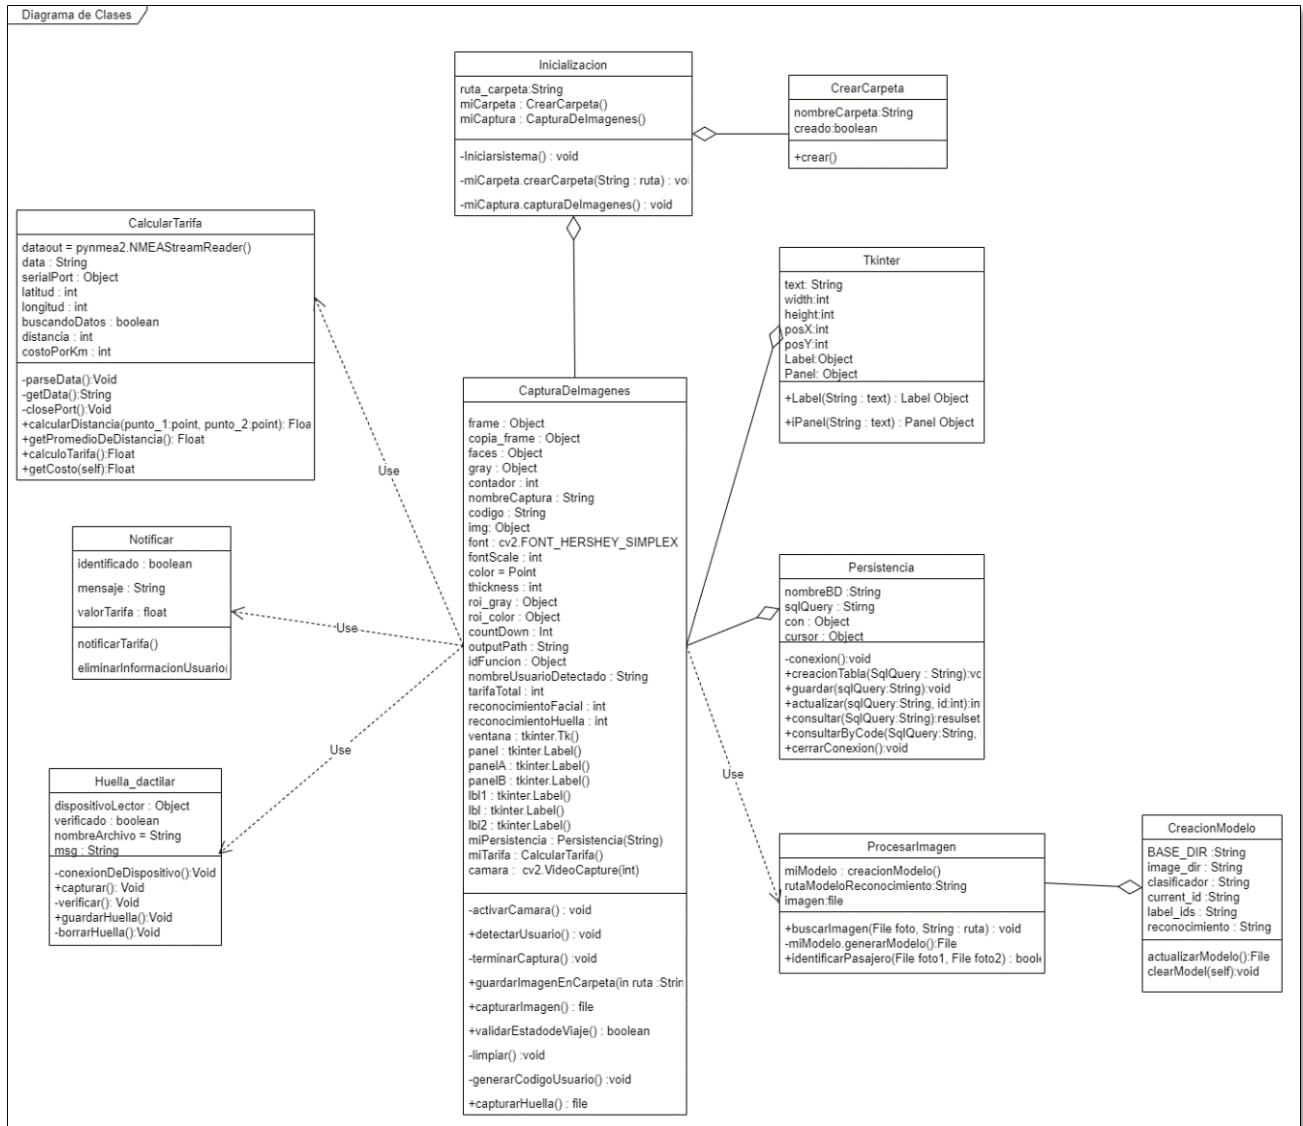 Diagrama de Clases
Inicializacion
ruta_carpeta:String
miCarpeta : CrearCarpeta()
miCaptura : CapturaDeImagenes()
-Iniciarsistema() : void
-miCarpeta.crearCarpeta(String : ruta) : voi
-miCaptura.capturaDeImagenes() : void
CrearCarpeta
nombreCarpeta:String
creado:boolean
+crear()
CalcularTarifa
dataout = pynmea2.NMEAStreamReader()
data : String
serialPort : Object
latitud : int
longitud : int
buscandoDatos : boolean
distancia : int
costoPorKm : int
-parseData():Void
-getData():String
-closePort():Void
+calcularDistancia(punto_1:point, punto_2:point): Floa
+getPromedioDeDistancia(): Float
+calculoTarifa():Float
+getCosto(self):Float
Tkinter
text: String
width:int
height:int
posX:int
posY:int
Label:Object
Panel: Object
+Label(String : text) : Label Object
+iPanel(String : text) : Panel Object
CapturaDeImagenes
frame : Object
copia_frame : Object
faces : Object
gray : Object
contador : int
nombreCaptura : String
codigo : String
img: Object
font : cv2.FONT_HERSHEY_SIMPLEX
fontScale : int
color = Point
thickness : int
roi_gray : Object
roi_color : Object
countDown : Int
outputPath : String
idFuncion : Object
nombreUsuarioDetectado : String
tarifaTotal : int
reconocimientoFacial : int
reconocimientoHuella : int
ventana : tkinter.Tk()
panel : tkinter.Label()
panelA : tkinter.Label()
panelB : tkinter.Label()
lbl1 : tkinter.Label()
lbl : tkinter.Label()
lbl2 : tkinter.Label()
miPersistencia : Persistencia(String)
miTarifa : CalcularTarifa()
camara : cv2.VideoCapture(int)
-activarCamara() : void
+detectarUsuario() : void
-terminarCaptura() :void
+guardarImagenEnCarpeta(in ruta :Strin
+capturarImagen() : file
+validarEstadodeViaje() : boolean
-limpiar() :void
-generarCodigoUsuario() :void
+capturarHuella() : file
Use
Use
Use
Use
Notificar
identificado : boolean
mensaje : String
valorTarifa : float
notificarTarifa()
eliminarInformacionUsuario(
Persistencia
nombreBD :String
sqlQuery : Stirng
con : Object
cursor : Object
-conexion():void
+creacionTabla(SqlQuery : String):vc
+guardar(sqlQuery:String):void
+actualizar(sqlQuery:String, id:int):in
+consultar(SqlQuery:String):resulset
+consultarByCode(SqlQuery:String,
+cerrarConexion():void
Huella_dactilar
dispositivoLector : Object
verificado : boolean
nombreArchivo = String
msg : String
-conexionDeDispositivo():Void
+capturar(): Void
-verificar(): Void
+guardarHuella():Void
-borrarHuella():Void
ProcesarImagen
miModelo : creacionModelo()
rutaModeloReconocimiento:String
imagen:file
+buscarImagen(File foto, String : ruta) : void
-miModelo.generarModelo():File
+identificarPasajero(File foto1, File foto2) : boole
CreacionModelo
BASE_DIR :String
image_dir : String
clasificador : String
current_id :String
label_ids : String
reconocimiento : String
actualizarModelo():File
clearModel(self):void